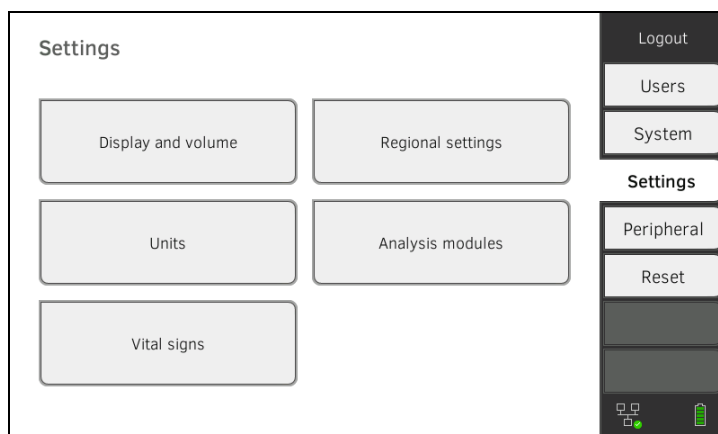 Settings
Display and volume
Regional settings
Units
Analysis modules
Vital signs
Logout
Users
System
Settings
Peripheral
Reset